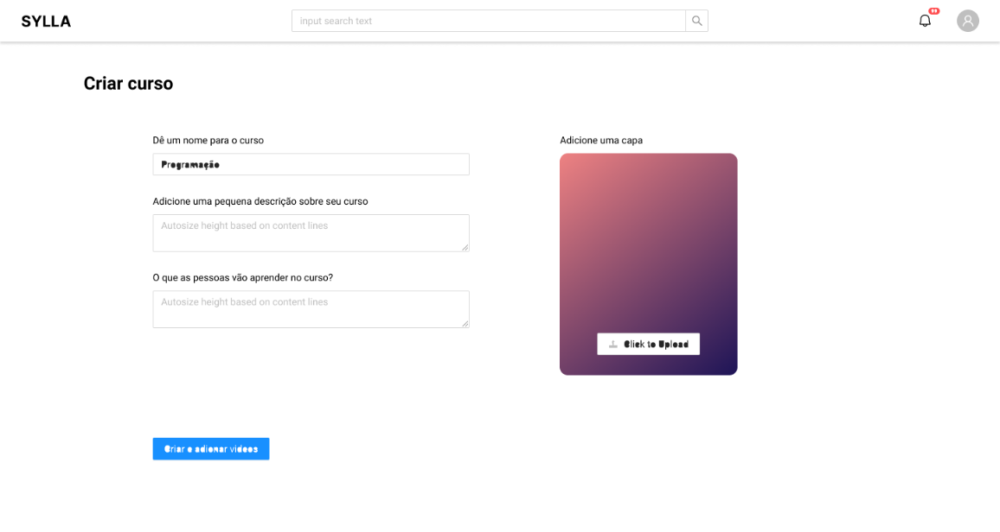 SYLLA
input search text
99
Criar curso
Dê um nome para o curso
Programação
Adicione uma pequena descrição sobre seu curso
Autosize height based on content lines
O que as pessoas vão aprender no curso?
Autosize height based on content lines
Adicione uma capa
Click to Upload
Criar e adionar videos